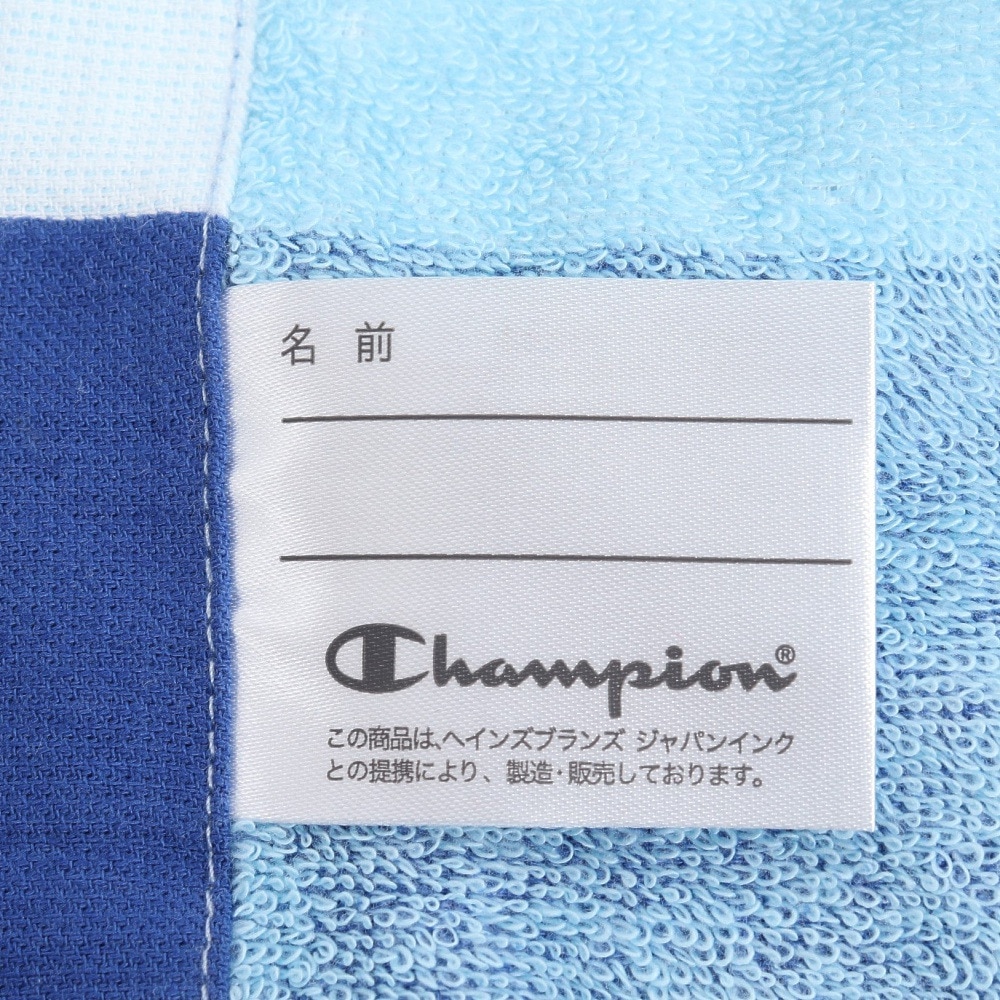 名 前
Champion®
この商品は、ヘインズブランズ ジャパンインク
との提携により、製造・販売しております。